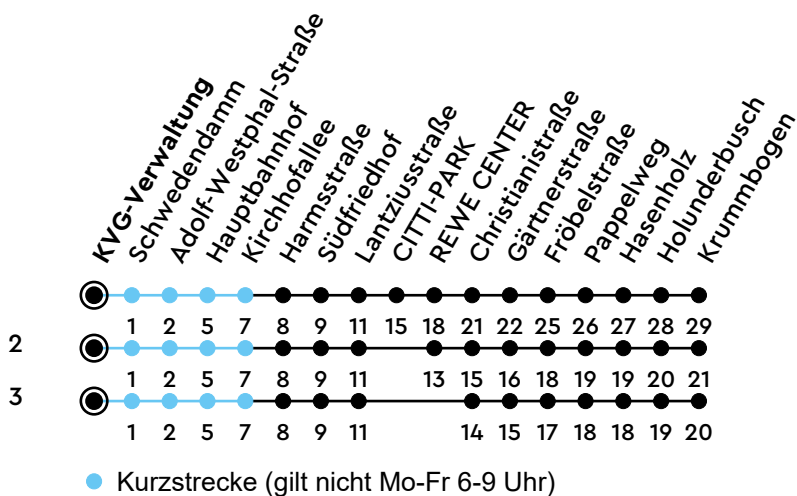 KVG-Verwaltung
Schwedendamm
Adolf-Westphal-Straße
Hauptbahnhof
Kirchhofallee
Harmsstraße
Südfriedhof
Lantziusstraße
CITTI-PARK
REWE CENTER
Christianistraße
Gärtnerstraße
Fröbelstraße
Pappelweg
Hasenholz
Holunderbusch
Krummbogen
1 2 5 7 8 9 11 15 18 21 22 25 26 27 28 29
2
1 2 5 7 8 9 11 13 15 16 18 19 19 20 21
3
1 2 5 7 8 9 11 14 15 17 18 18 19 20
Kurzstrecke (gilt nicht Mo-Fr 6-9 Uhr)